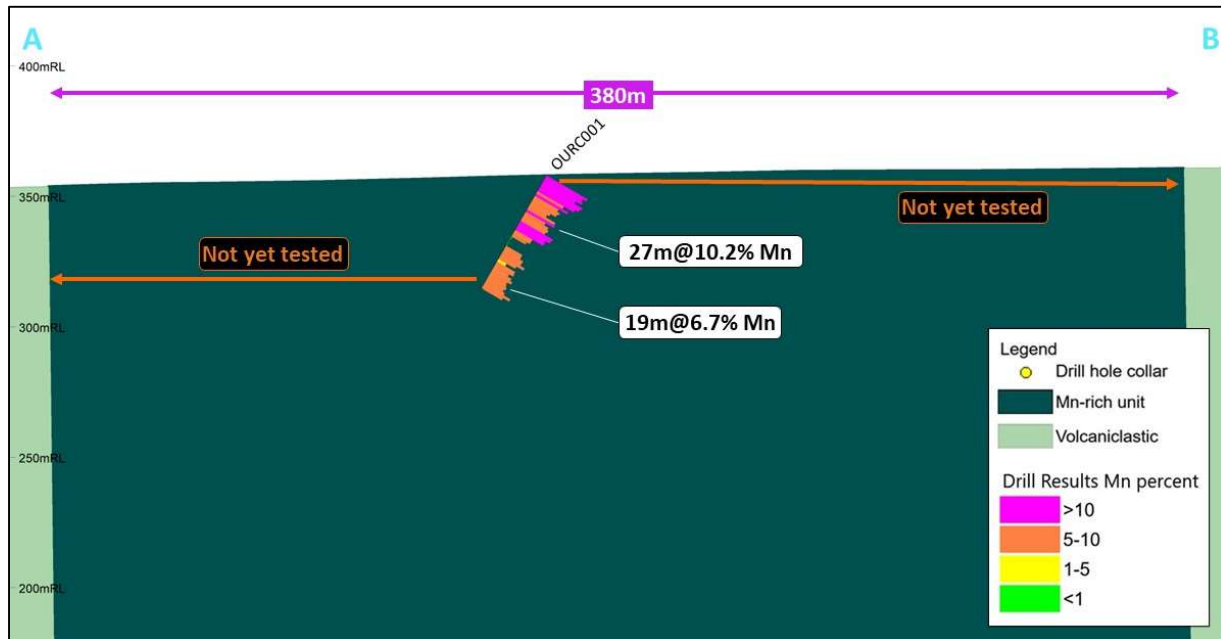 A
B
400mRL
380m
OURC001
350mRL
Not yet tested
27m@10.2% Mn
Not yet tested
19m@6.7% Mn
300mRL
250mRL
200mRL
Legend
Drill hole collar
Mn-rich unit
Volcaniclastic
Drill Results Mn percent
>10
5-10
1-5
<1